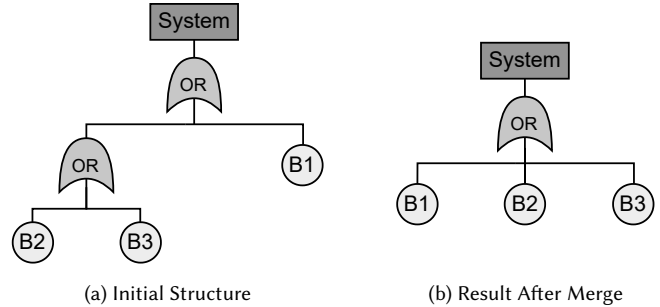 System
OR
OR
B1
B2
B3
(a) Initial Structure
System
OR
B1
B2
B3
(b) Result After Merge